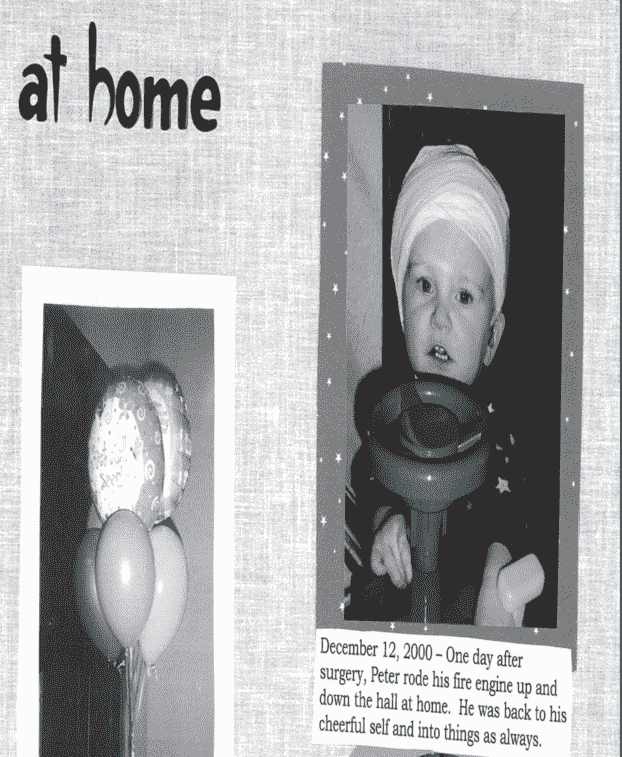 at home
December 12, 2000 – One day after
surgery, Peter rode his fire engine up and
down the hall at home. He was back to his
cheerful self and into things as always.